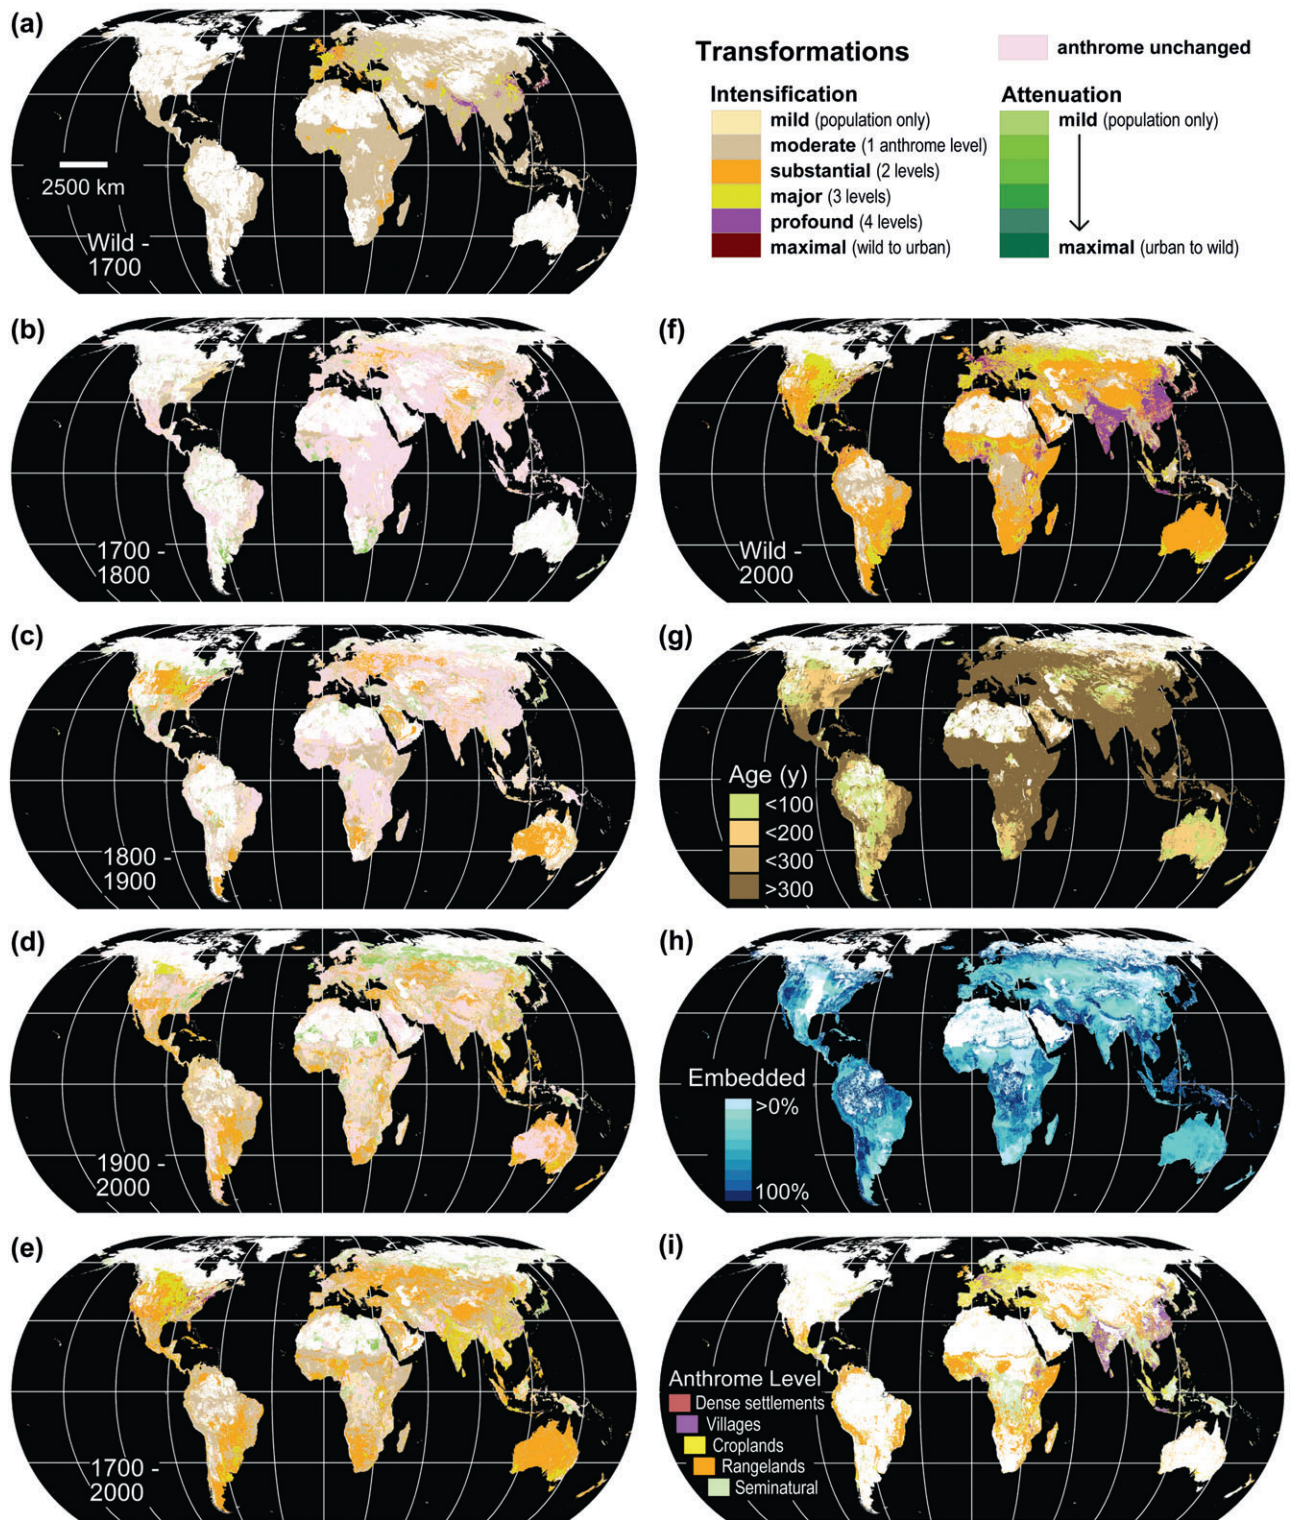 (a)
2500 km
Wild -
1700
Transformations
anthrome unchanged
Intensification
mild (population only)
moderate (1 anthrome level)
substantial (2 levels)
major (3 levels)
profound (4 levels)
maximal (wild to urban)
Attenuation
mild (population only)
maximal (urban to wild)
(b)
1700 -
1800
(f)
Wild -
2000
(c)
1800 -
1900
(g)
Age (y)
<100
<200
<300
>300
(d)
1900 -
2000
(h)
Embedded
>0%
100%
(e)
1700 -
2000
(i)
Anthrome Level
Dense settlements
Villages
Croplands
Rangelands
Seminatural